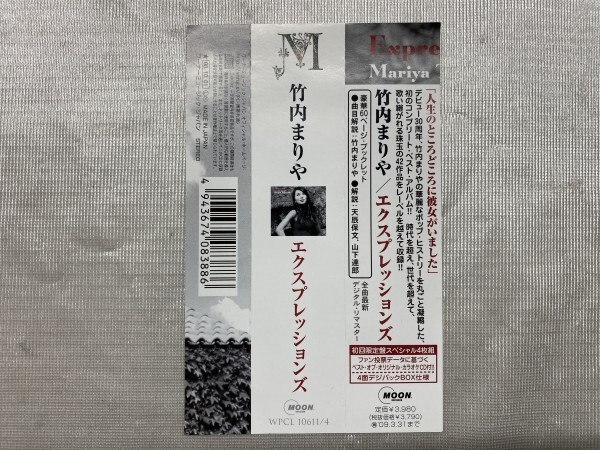 Expre
Mariya
「人生のところどころに彼女がいました」
デビュー30周年、竹内まりやの華麗なポップ・ヒストリーを丸ごと凝縮した、
初のコンプリート・ベスト・アルバム!! 時代を超え、世代を超えて、
歌い継がれる珠玉の42作品をレーベルを越えて収録!!
竹内まりや／エクスプレッションズ
豪華60ページ・ブックレット
●曲目解説：竹内まりや ●解説：天辰保文、山下達郎
全曲最新
デジタル・リマスター
初回限定盤スペシャル4枚組
ファン投票データに基づく
ベスト・オブ・オリジナル・カラオケCD付!!
4面デジパックBOX仕様
MOON
定価￥3,980
(税抜価格￥3,790)
'09.3.31まで
M
竹内まりや
エクスプレッションズ
MOON
WPCL 10611/4
MADE IN JAPAN
STEREO
4 943674 083886